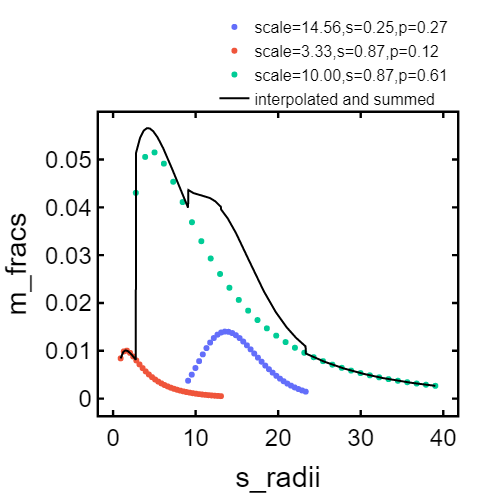 scale=14.56,s=0.25,p=0.27
scale=3.33,s=0.87,p=0.12
scale=10.00,s=0.87,p=0.61
interpolated and summed
0.05
0.04
0.03
0.02
0.01
0
m_fracs
0 10 20 30 40
s_radii